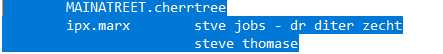 MAINATREET.cherrtree
ipx.marx stve jobs - dr diter zecht
steve thomase